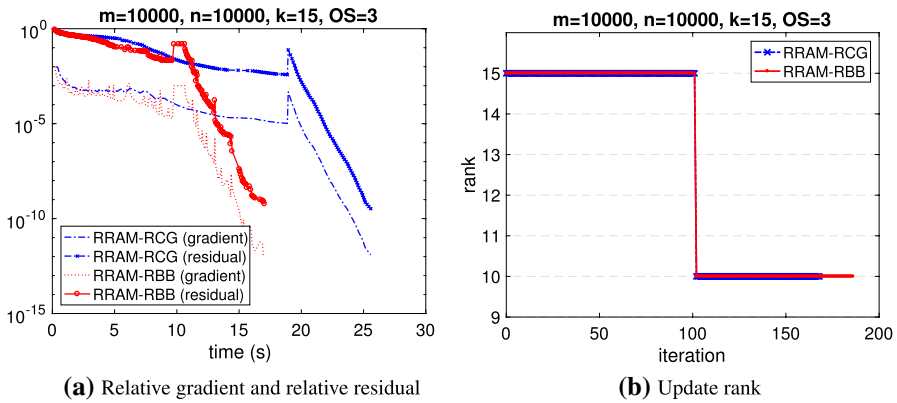 m=10000, n=10000, k=15, OS=3
10^0
10^-5
10^-10
10^-15
RRAM-RCG (gradient)
RRAM-RCG (residual)
RRAM-RBB (gradient)
RRAM-RBB (residual)
0 5 10 15 20 25 30
time (s)
(a) Relative gradient and relative residual
m=10000, n=10000, k=15, OS=3
RRAM-RCG
RRAM-RBB
rank
16
15
14
13
12
11
10
9
0 50 100 150 200
iteration
(b) Update rank